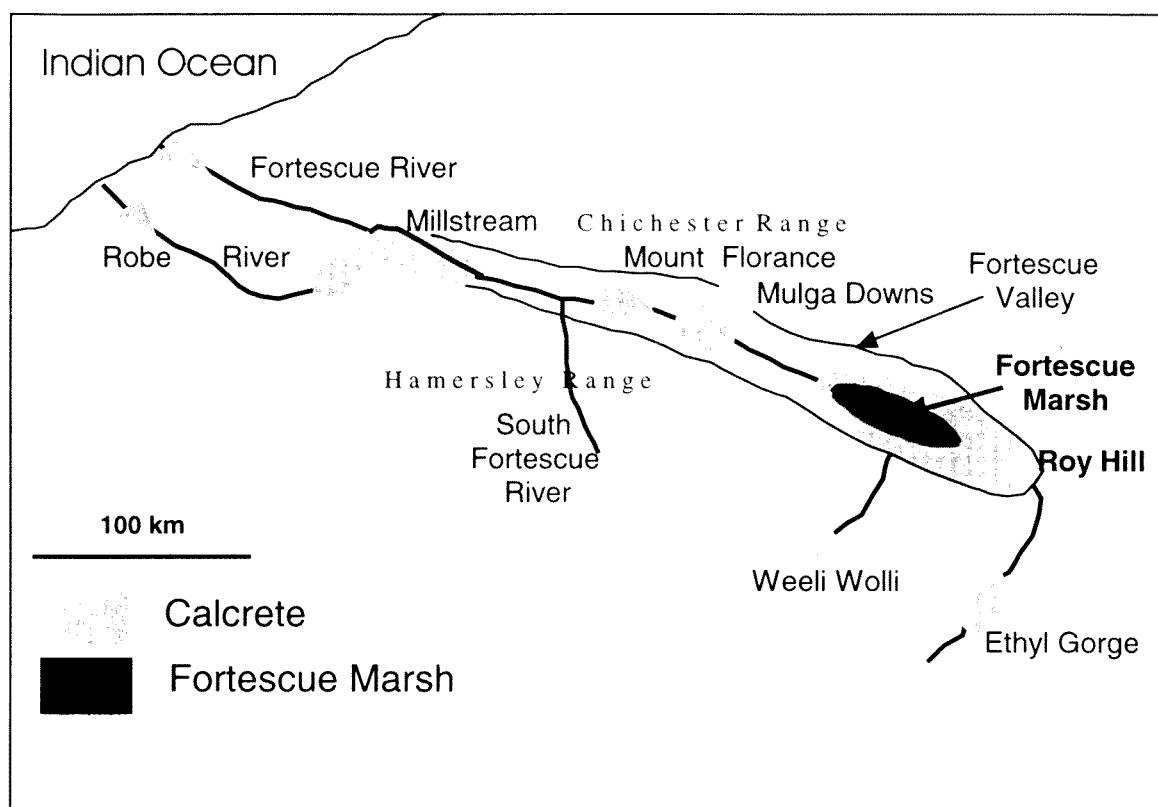 Indian Ocean
Fortescue River
Millstream
Chichester Range
Robe River
Mount Florance
Fortescue
Valley
Mulga Downs
Hamersley Range
Fortescue
Marsh
South
Fortescue
River
Roy Hill
100 km
Weeli Wolli
Calcrete
Ethyl Gorge
Fortescue Marsh